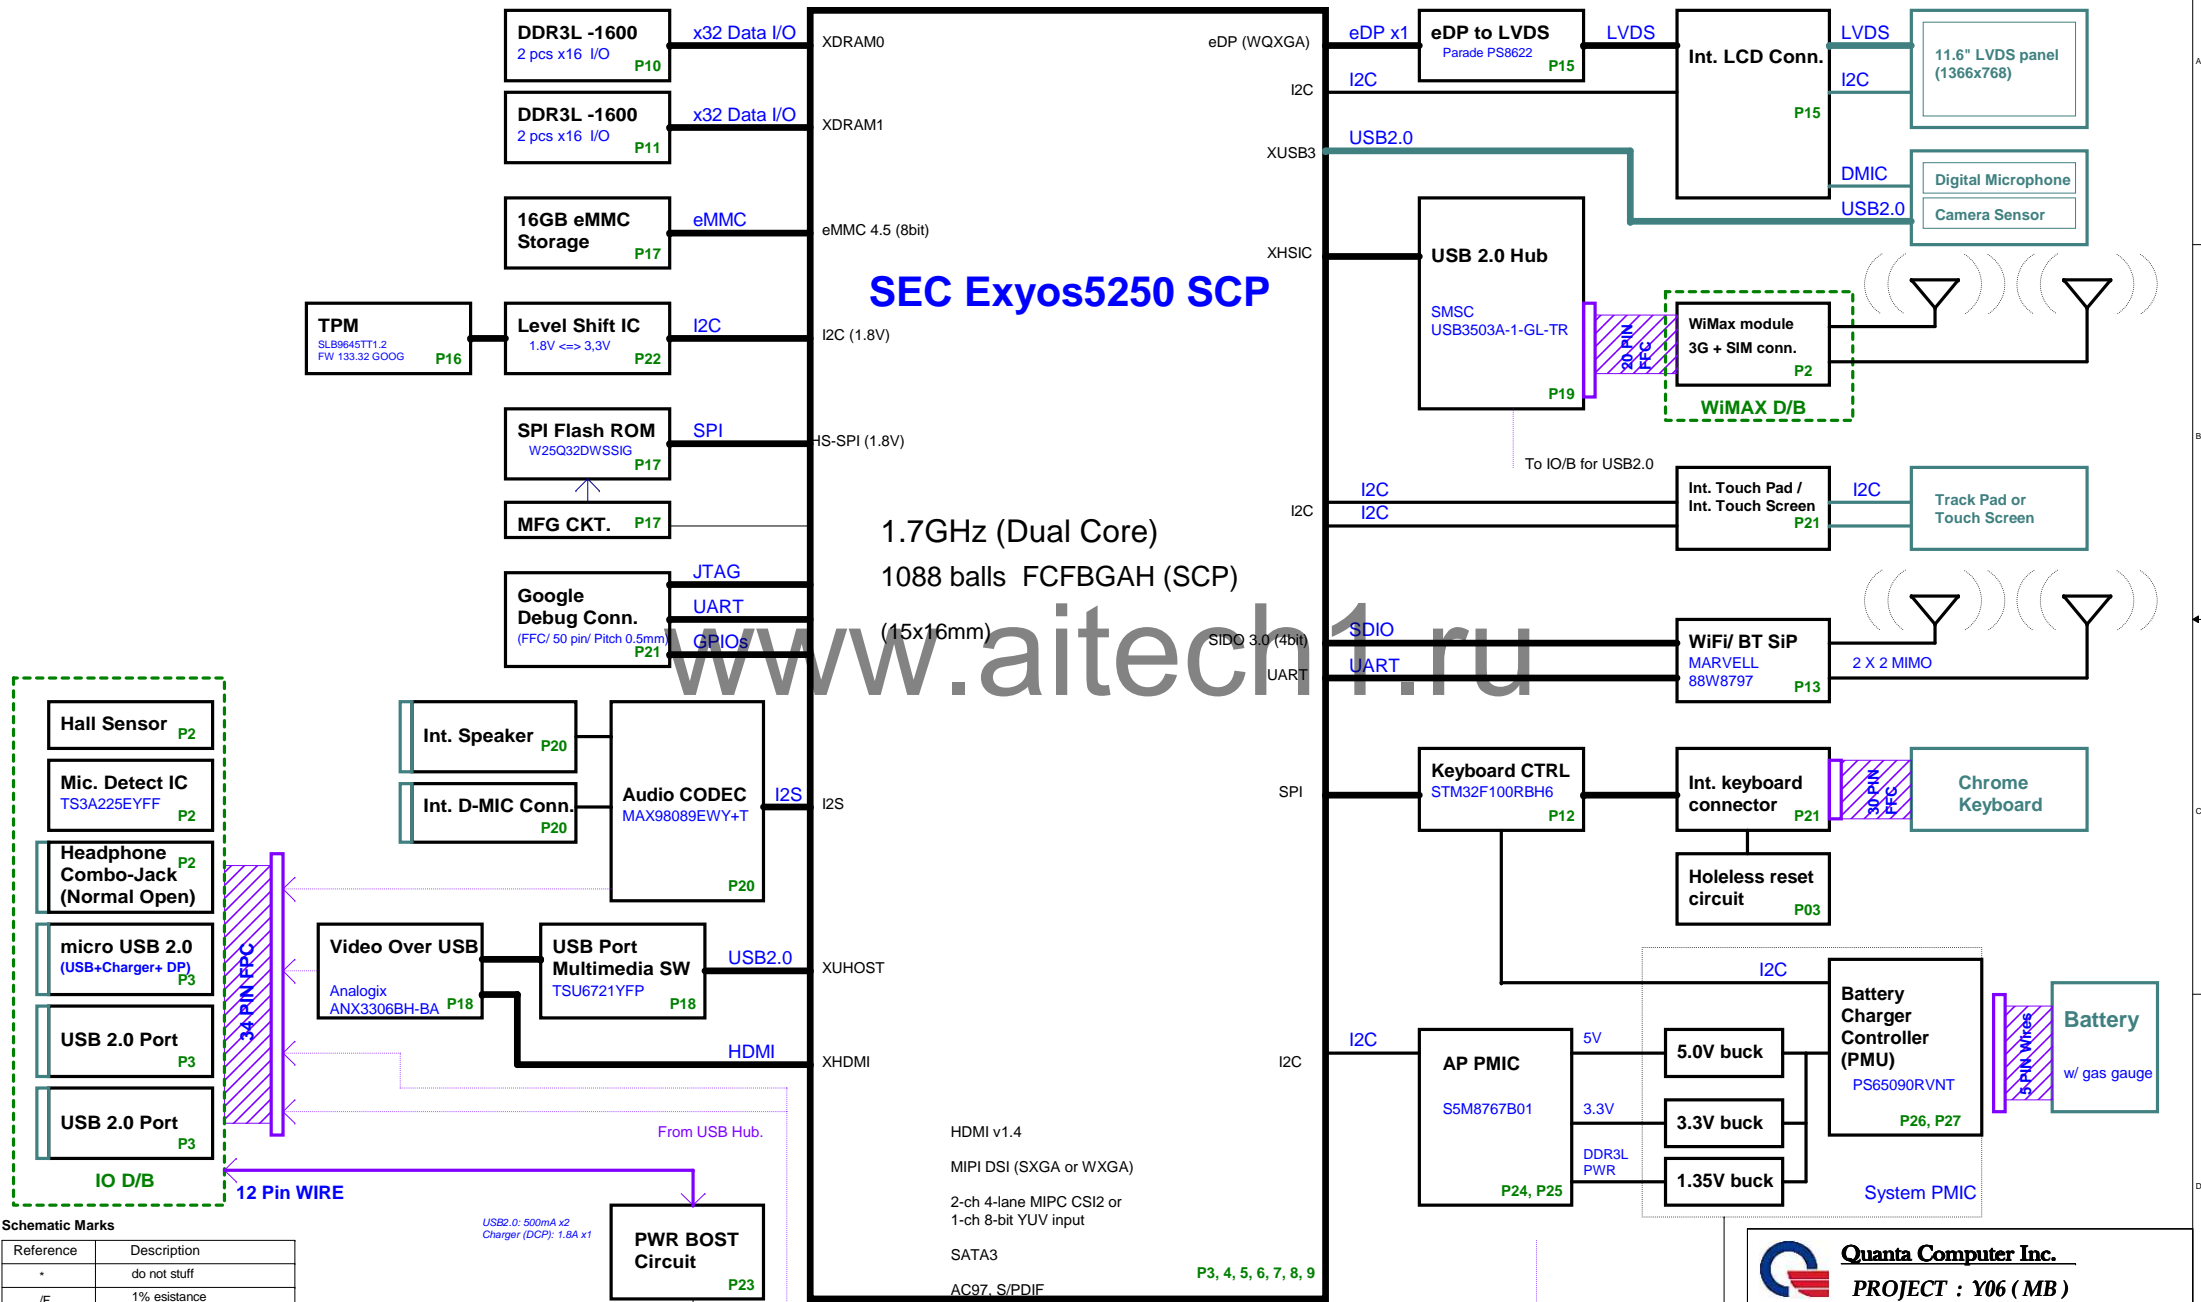 DDR3L -1600
2 pcs x16 I/O
P10
x32 Data I/O
XDRAM0
DDR3L -1600
2 pcs x16 I/O
P11
x32 Data I/O
XDRAM1
16GB eMMC
Storage
P17
eMMC
eMMC 4.5 (8bit)
TPM
SLB9645TT1.2
FW 133.32 GOOG
P16
Level Shift IC
1.8V <=> 3,3V
P22
I2C
I2C (1.8V)
SPI Flash ROM
W25Q32DWSSIG
P17
SPI
HS-SPI (1.8V)
MFG CKT.
P17
Google
Debug Conn.
(FFC/ 50 pin/ Pitch 0.5mm)
P21
JTAG
UART
GPIOs
SEC Exyos5250 SCP
1.7GHz (Dual Core)
1088 balls FCFBGAH (SCP)
(15x16mm)
www.aitech1.ru
Hall Sensor
P2
Mic. Detect IC
TS3A225EYFF
P2
Headphone
Combo-Jack
(Normal Open)
P2
micro USB 2.0
(USB+Charger+ DP)
P3
USB 2.0 Port
P3
USB 2.0 Port
P3
IO D/B
34 PIN FPC
12 Pin WIRE
Int. Speaker
P20
Int. D-MIC Conn.
P20
Audio CODEC
MAX98089EWY+T
P20
I2S
I2S
Video Over USB
Analogix
ANX3306BH-BA
P18
USB Port
Multimedia SW
TSU6721YFP
P18
USB2.0
XUHOST
HDMI
XHDMI
From USB Hub.
USB2.0: 500mA x2
Charger (DCP): 1.8A x1
PWR BOST
Circuit
P23
HDMI v1.4
MIPI DSI (SXGA or WXGA)
2-ch 4-lane MIPC CSI2 or
1-ch 8-bit YUV input
SATA3
AC97, S/PDIF
P3, 4, 5, 6, 7, 8, 9
eDP (WQXGA)
eDP x1
eDP to LVDS
Parade PS8622
P15
LVDS
Int. LCD Conn.
P15
LVDS
I2C
11.6" LVDS panel
(1366x768)
I2C
I2C
XUSB3
USB2.0
DMIC
USB2.0
Digital Microphone
Camera Sensor
XHSIC
USB 2.0 Hub
SMSC
USB3503A-1-GL-TR
P19
20 PIN
FFC
WiMax module
3G + SIM conn.
P2
WiMAX D/B
To IO/B for USB2.0
I2C
I2C
I2C
Int. Touch Pad /
Int. Touch Screen
P21
I2C
Track Pad or
Touch Screen
SIDO 3.0 (4bit)
SDIO
UART
UART
WiFi/ BT SiP
MARVELL
88W8797
P13
2 X 2 MIMO
SPI
Keyboard CTRL
STM32F100RBH6
P12
Int. keyboard
connector
P21
30 PIN
FFC
Chrome
Keyboard
Holeless reset
circuit
P03
I2C
Battery
Charger
Controller
(PMU)
PS65090RVNT
P26, P27
5 PIN Wires
Battery
w/ gas gauge
I2C
I2C
AP PMIC
S5M8767B01
P24, P25
5V
3.3V
DDR3L
PWR
5.0V buck
3.3V buck
1.35V buck
System PMIC
Schematic Marks
Reference Description
* do not stuff
/F 1% esistance
Quanta Computer Inc.
PROJECT : Y06 ( MB )
A
B
C
D